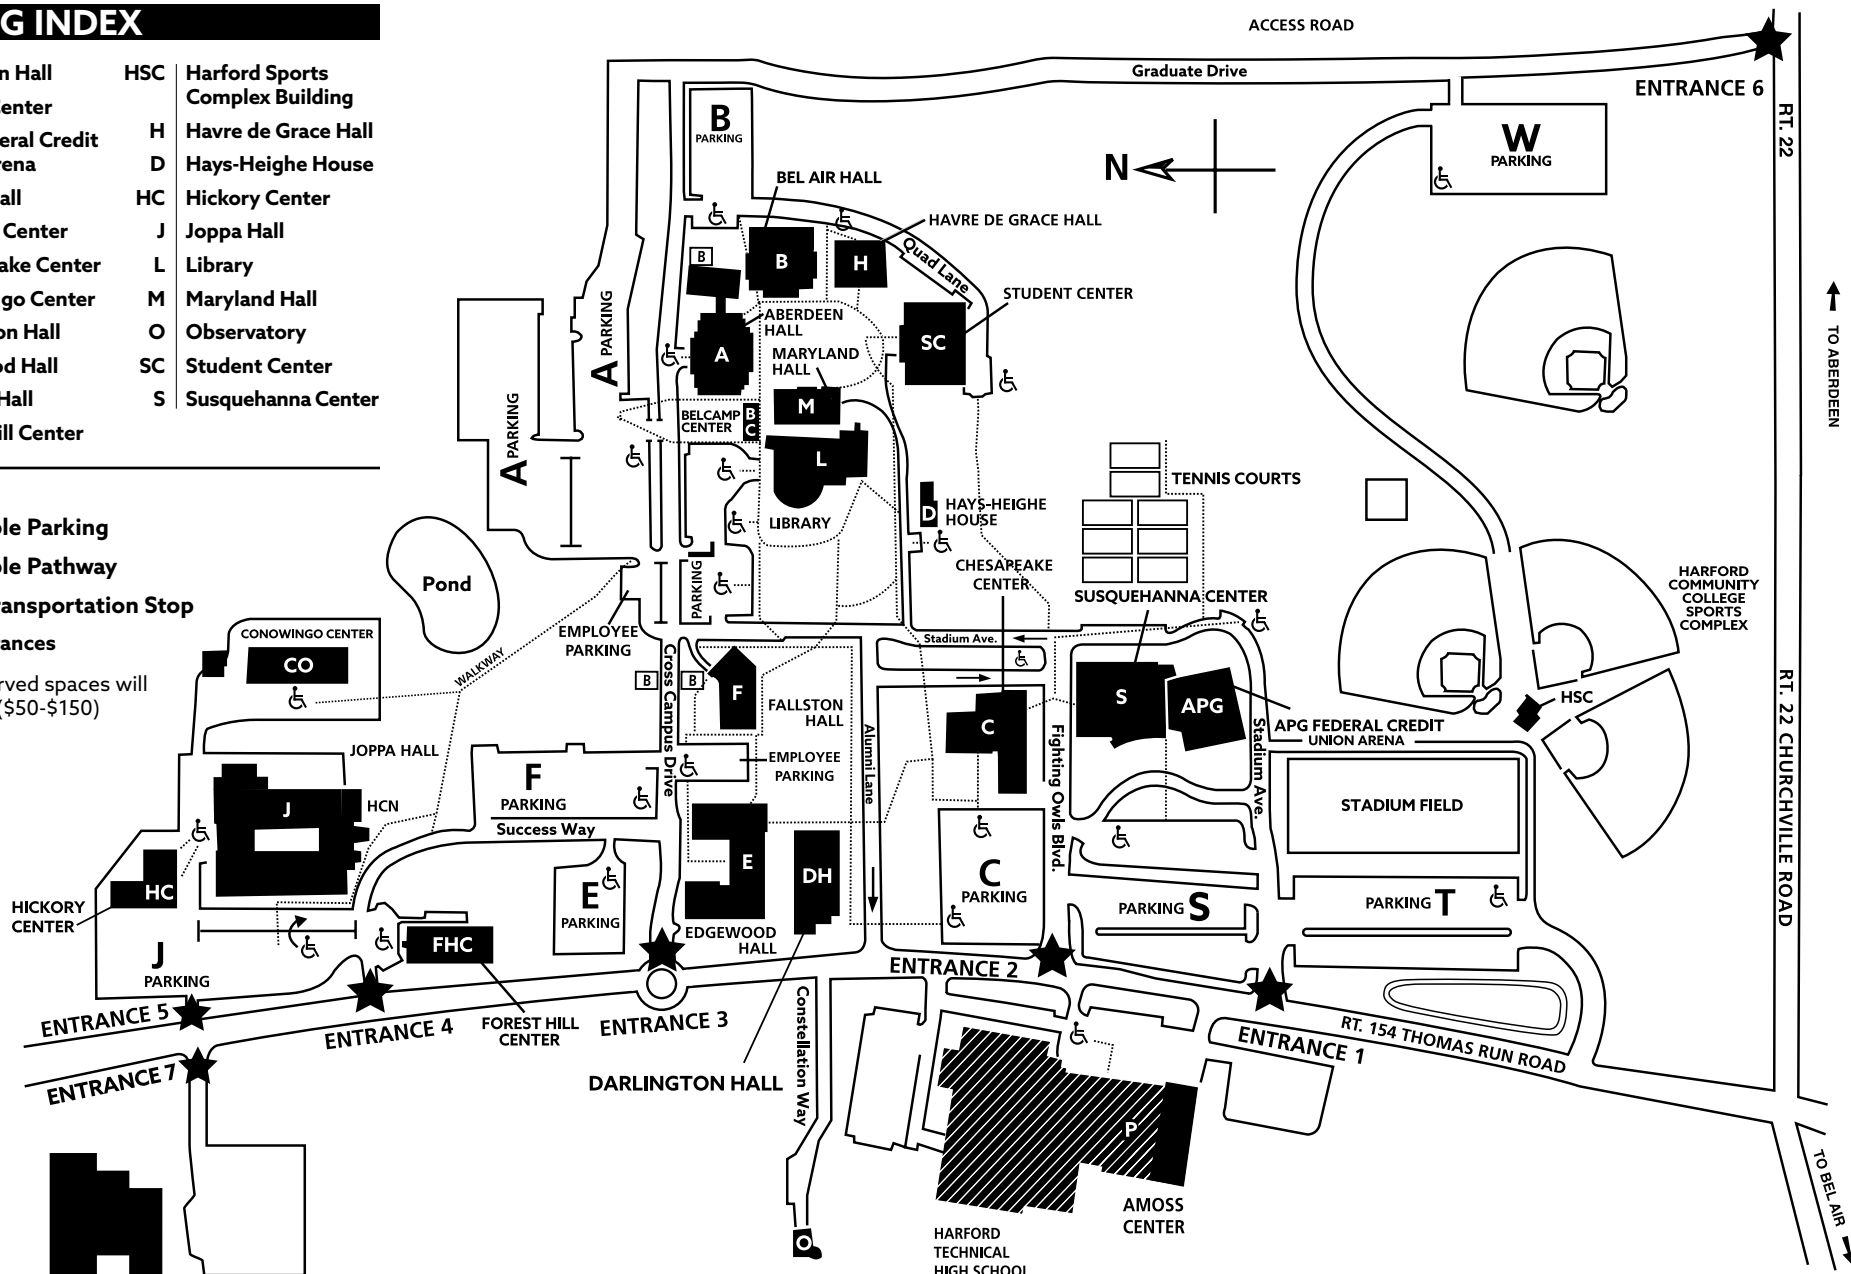 G INDEX
n Hall
Center
eral Credit
rena
all
Center
ake Center
go Center
on Hall
od Hall
Hall
ill Center
HSC Harford Sports
Complex Building
H Havre de Grace Hall
D Hays-Heighe House
HC Hickory Center
J Joppa Hall
L Library
M Maryland Hall
O Observatory
SC Student Center
S Susquehanna Center
ble Parking
ble Pathway
ransportation Stop
rances
rved spaces will
($50-$150)
ACCESS ROAD
Graduate Drive
ENTRANCE 6
RT. 22
B
PARKING
W
PARKING
N
BEL AIR HALL
HAVRE DE GRACE HALL
Quad Lane
B
B
H
STUDENT CENTER
A PARKING
ABERDEEN
HALL
SC
A
MARYLAND
HALL
TO ABERDEEN
M
BELCAMP
CENTER
B
C
A PARKING
L
TENNIS COURTS
D
HAYS-HEIGHE
HOUSE
LIBRARY
PARKING L
CHESAPEAKE
CENTER
HARFORD
COMMUNITY
COLLEGE
SPORTS
COMPLEX
Pond
SUSQUEHANNA CENTER
EMPLOYEE
PARKING
CONOWINGO CENTER
Stadium Ave.
CO
WALKWAY
Cross Campus Drive
B
B
F
FALLSTON
HALL
S
APG
HSC
RT. 22 CHURCHVILLE ROAD
C
APG FEDERAL CREDIT
UNION ARENA
Alumni Lane
Fighting Owls Blvd.
Stadium Ave.
JOPPA HALL
EMPLOYEE
PARKING
F
PARKING
J
HCN
STADIUM FIELD
Success Way
E
DH
C
PARKING
E
PARKING
HC
HICKORY
CENTER
PARKING S
PARKING T
EDGEWOOD
HALL
FHC
J
PARKING
ENTRANCE 2
ENTRANCE 5
ENTRANCE 4
FOREST HILL
CENTER
ENTRANCE 3
ENTRANCE 1
RT. 154 THOMAS RUN ROAD
ENTRANCE 7
DARLINGTON HALL
Constellation Way
P
TO BEL AIR
AMOSS
CENTER
O
HARFORD
TECHNICAL
HIGH SCHOOL